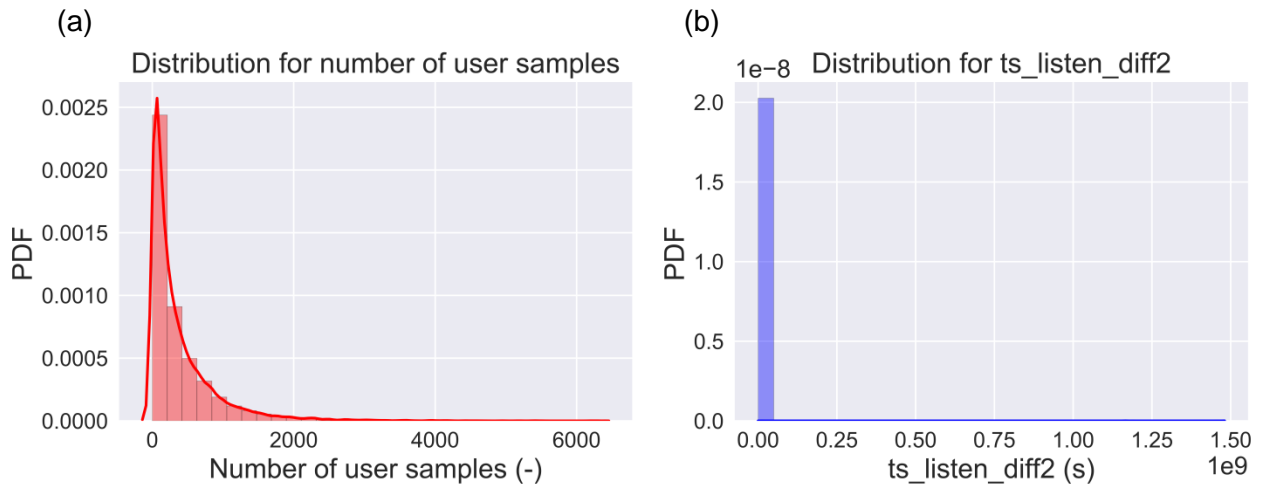 (a)
Distribution for number of user samples
0.0025
0.0020
0.0015
0.0010
0.0005
0.0000
PDF
0 2000 4000 6000
Number of user samples (-)
(b)
1e−8 Distribution for ts_listen_diff2
2.0
1.5
1.0
0.5
0.0
PDF
0.00 0.25 0.50 0.75 1.00 1.25 1.50
ts_listen_diff2 (s) 1e9